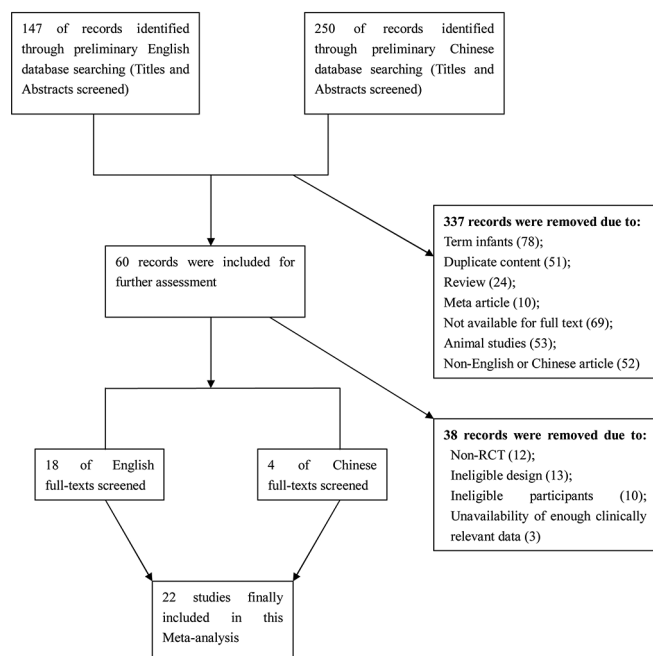 147 of records identified
through preliminary English
database searching (Titles and
Abstracts screened)
250 of records identified
through preliminary Chinese
database searching (Titles and
Abstracts screened)
337 records were removed due to:
Term infants (78);
Duplicate content (51);
Review (24);
Meta article (10);
Not available for full text (69);
Animal studies (53);
Non-English or Chinese article (52)
60 records were included for
further assessment
38 records were removed due to:
Non-RCT (12);
Ineligible design (13);
Ineligible participants (10);
Unavailability of enough clinically
relevant data (3)
18 of English
full-texts screened
4 of Chinese
full-texts screened
22 studies finally
included in this
Meta-analysis